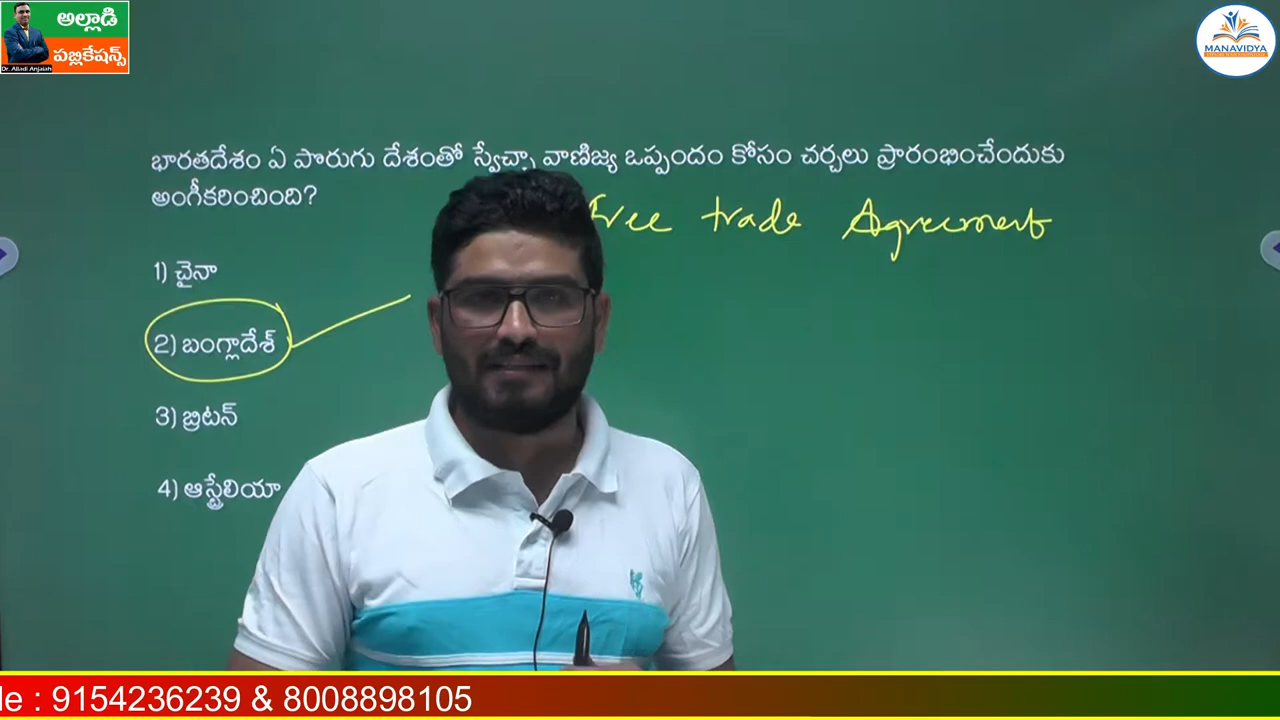 అల్లాడి
పబ్లికేషన్స్
Dr. Alladi Anjaiah
MANAVIDYA
భారతదేశం ఏ పొరుగు దేశంతో స్వేచ్ఛా వాణిజ్య ఒప్పందం కోసం చర్చలు ప్రారంభించేందుకు
అంగీకరించింది?
Free trade Agreement
1) చైనా
2) బంగ్లాదేశ్
3) బ్రిటన్
4) ఆస్ట్రేలియా
le : 9154236239 & 8008898105